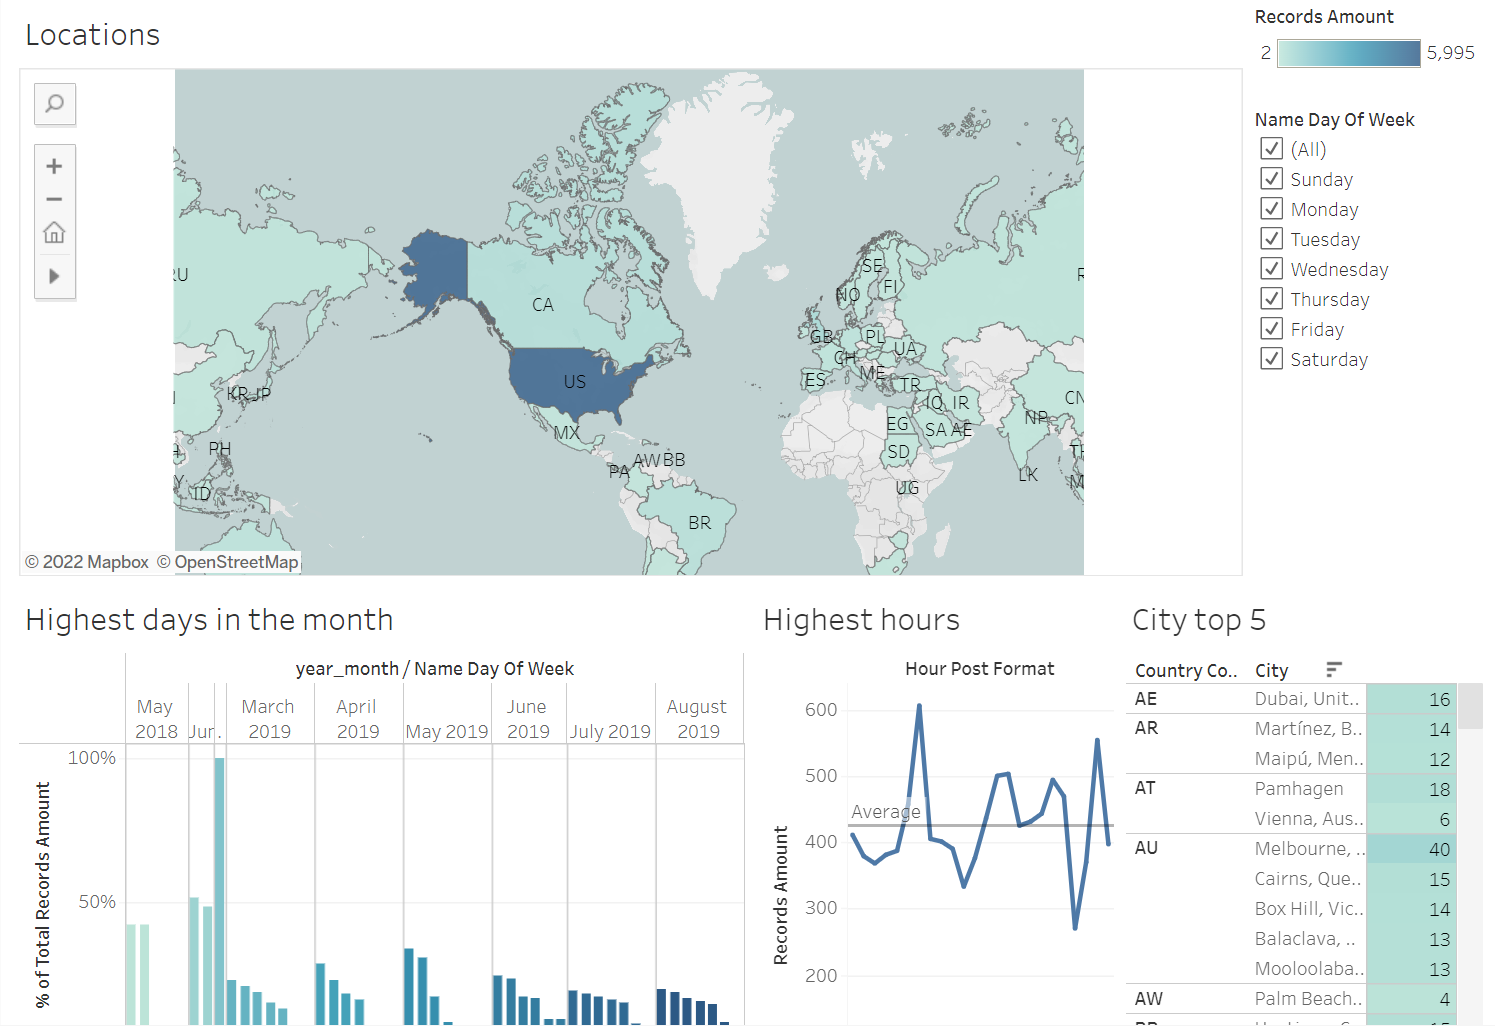 Locations
Records Amount
2 5,995
Name Day Of Week
(All)
Sunday
Monday
Tuesday
Wednesday
Thursday
Friday
Saturday
SE
RU
NO FI
CA
GB PL
CH UA
US ES ME TR
KR JP IQ IR CN
MX EG SA AE NP
PH SD
PA AW BB LK
ID UG
BR
© 2022 Mapbox © OpenStreetMap
Highest days in the month
year_month / Name Day Of Week
May 2018
Jun..
March 2019
April 2019
May 2019
June 2019
July 2019
August 2019
% of Total Records Amount
100%
50%
Highest hours
Hour Post Format
Records Amount
600
500
Average
400
300
200
City top 5
Country Co.. City
AE Dubai, Unit.. 16
AR Martínez, B.. 14
Maipú, Men.. 12
AT Pamhagen 18
Vienna, Aus.. 6
AU Melbourne, .. 40
Cairns, Que.. 15
Box Hill, Vic.. 14
Balaclava, .. 13
Mooloolaba.. 13
AW Palm Beach.. 4